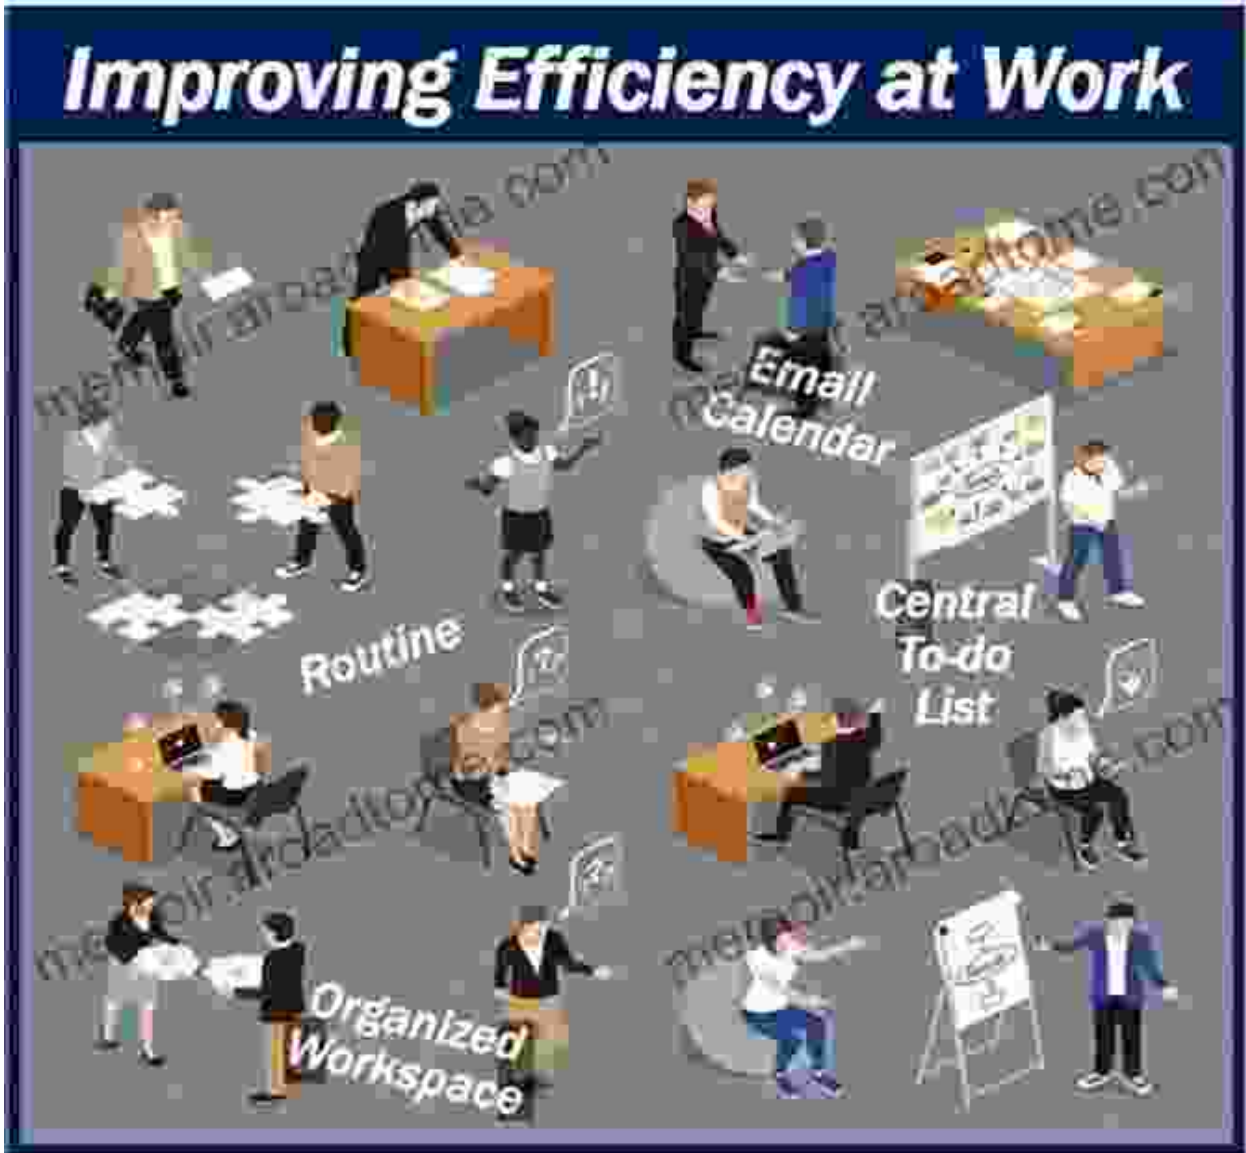 Improving Efficiency at Work
Email
Calendar
Routine
Central
To-do
List
Organized
Workspace